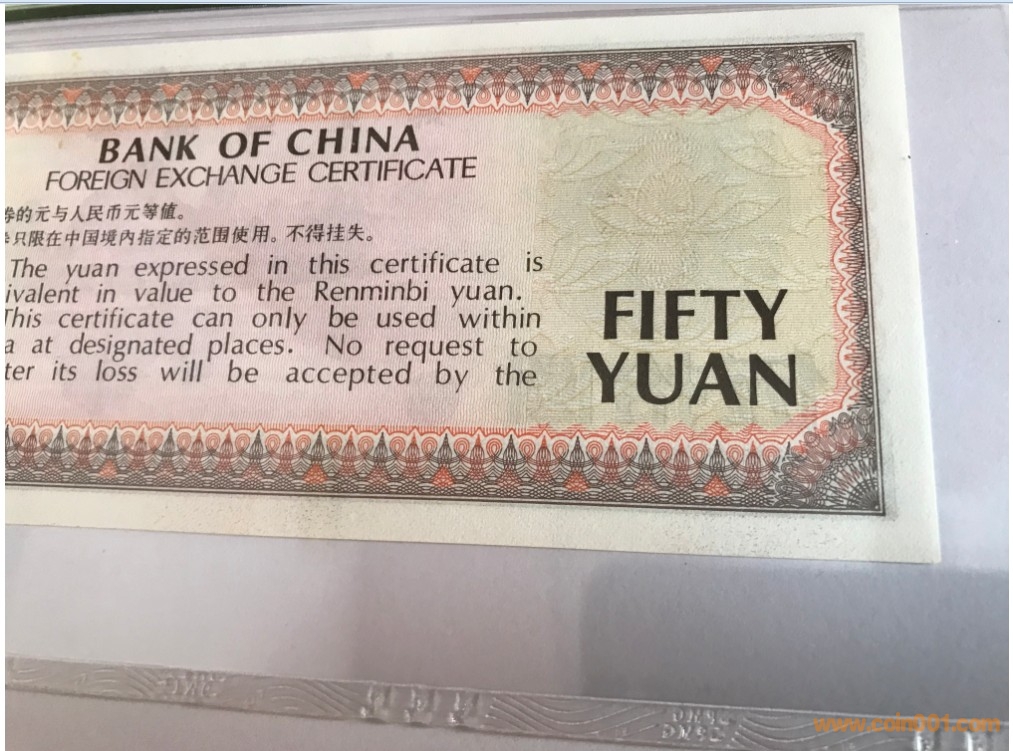 BANK OF CHINA
FOREIGN EXCHANGE CERTIFICATE
券的元与人民币元等值。
只限在中国境内指定的范围使用。不得挂失。
The yuan expressed in this certificate is
ivalent in value to the Renminbi yuan.
This certificate can only be used within
a at designated places. No request to
ter its loss will be accepted by the
FIFTY
YUAN
www.coin001.com